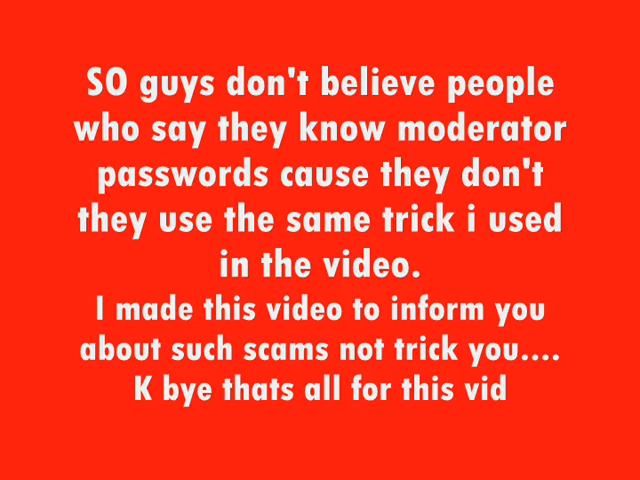 SO guys don't believe people
who say they know moderator
passwords cause they don't
they use the same trick i used
in the video.
I made this video to inform you
about such scams not trick you....
K bye thats all for this vid